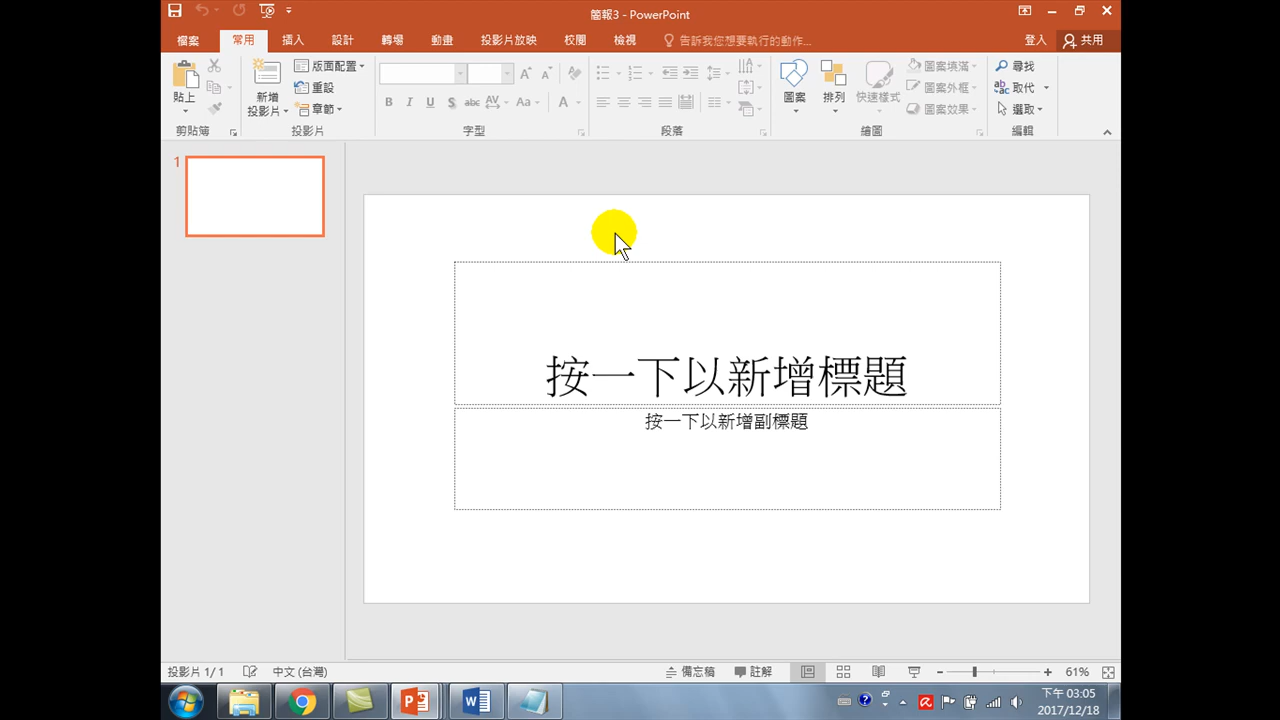 簡報3 - PowerPoint
檔案 常用 插入 設計 轉場 動畫 投影片放映 校閱 檢視 告訴我您想要執行的動作... 登入 共用
貼上
剪貼簿
新增
投影片
版面配置
重設
章節
投影片
B I U S abc AV Aa A
字型
段落
圖案
排列
快速樣式
圖案填滿
圖案外框
圖案效果
繪圖
尋找
取代
選取
編輯
1
按一下以新增標題
按一下以新增副標題
投影片 1/1 中文 (台灣) 備忘稿 註解 61%
下午 03:05
2017/12/18